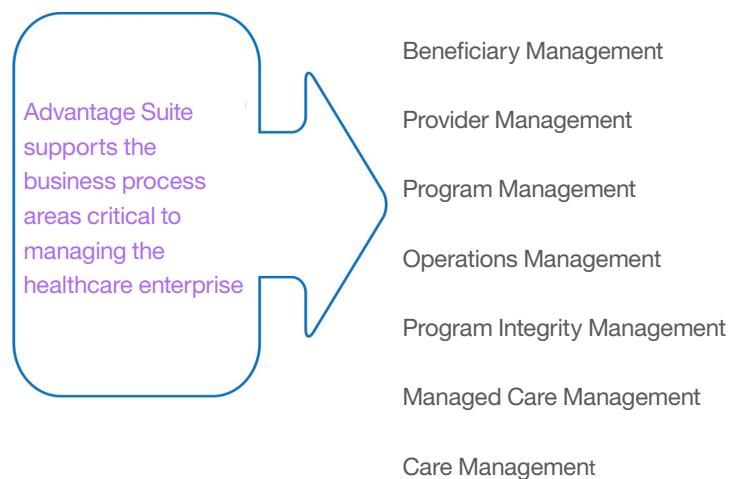 Advantage Suite
supports the
business process
areas critical to
managing the
healthcare enterprise
Beneficiary Management
Provider Management
Program Management
Operations Management
Program Integrity Management
Managed Care Management
Care Management